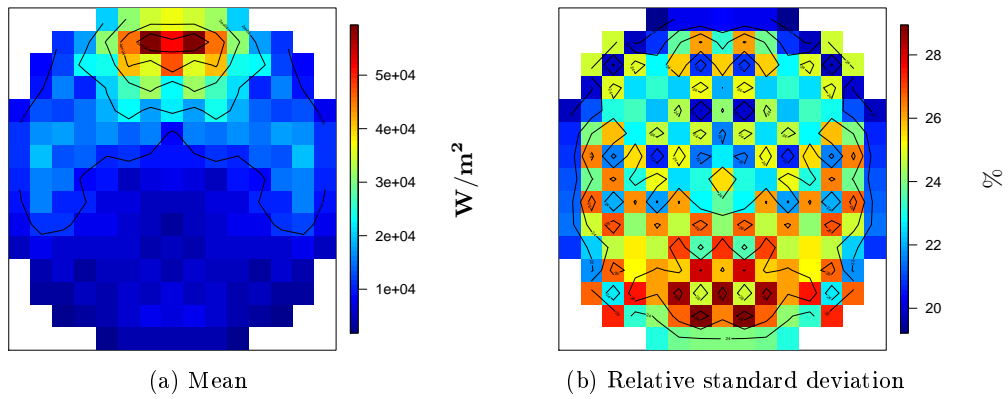 5e+04
4e+04
3e+04
2e+04
1e+04
W/m²
28
26
24
22
20
%
(a) Mean
(b) Relative standard deviation